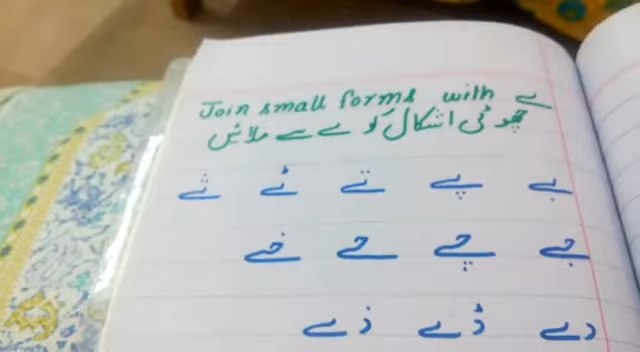 Join small forms with ے
چھوٹی اشکال کو ے سے ملائیں
بے پے تے ٹے ثے
جے چے حے خے
دے ڈے ذے